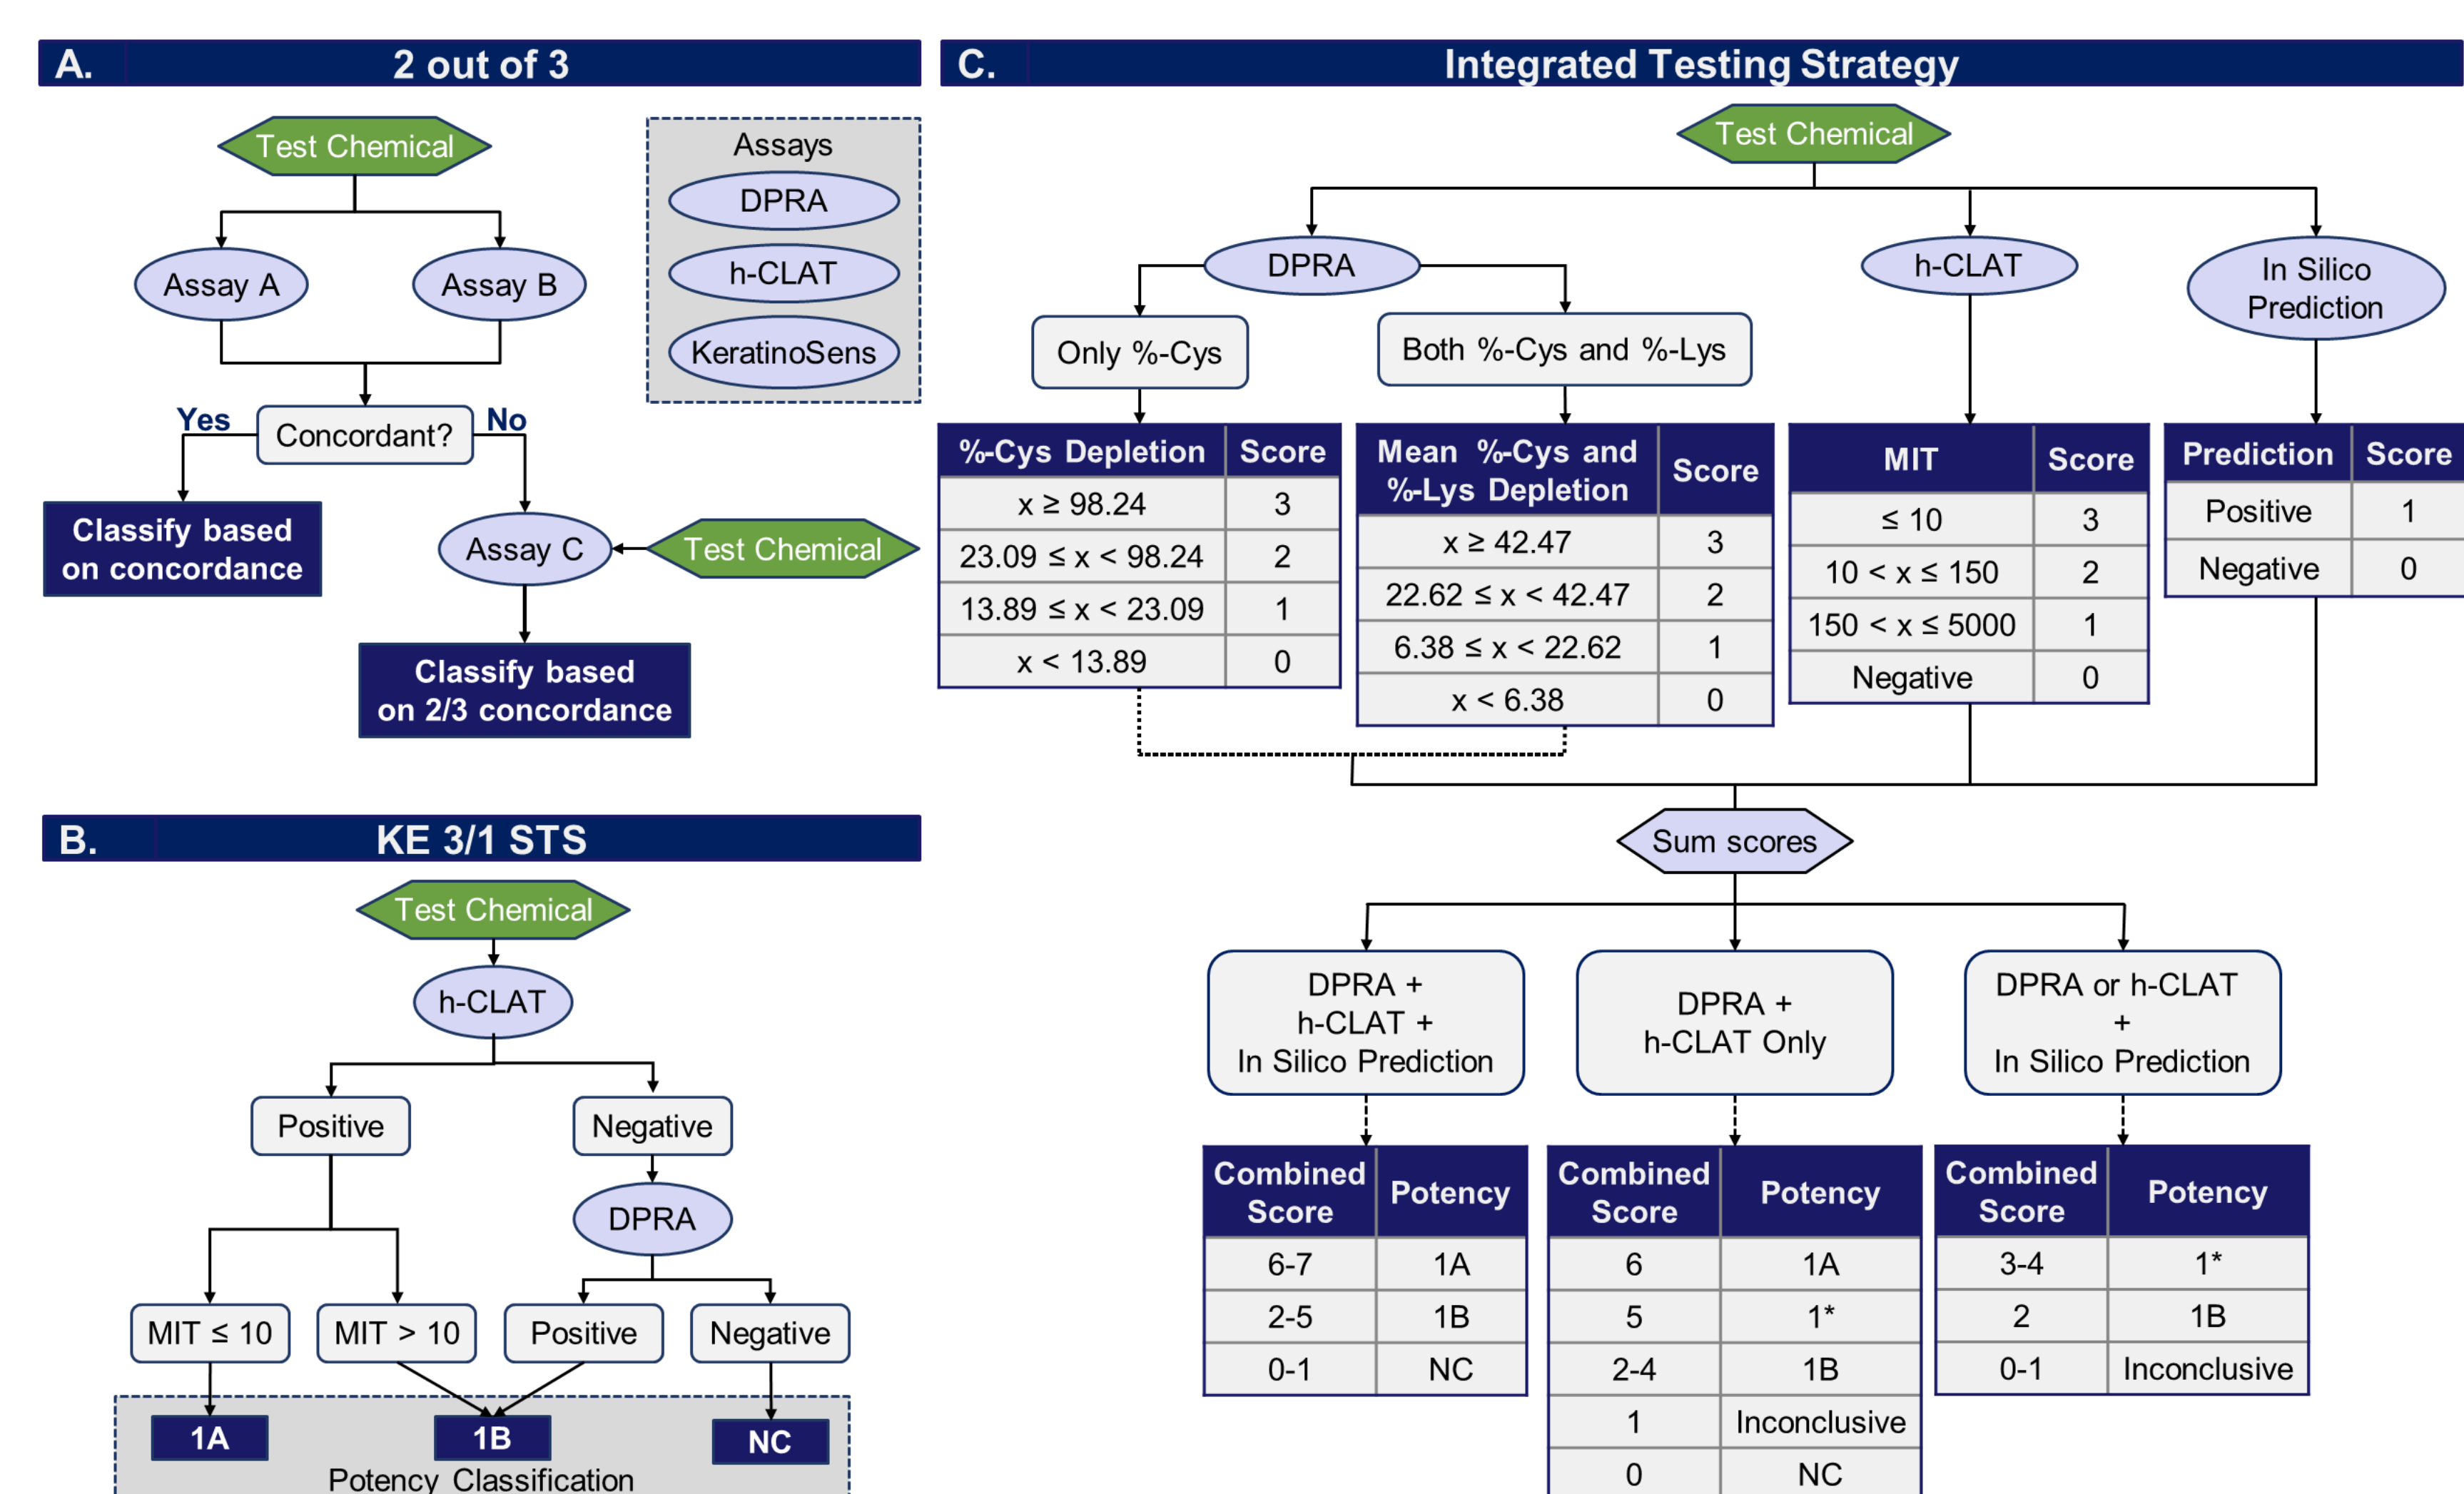 A. 2 out of 3
Test Chemical
Assay A
Assay B
Assays
DPRA
h-CLAT
KeratinoSens
Concordant?
Yes
No
Classify based
on concordance
Assay C
Test Chemical
Classify based
on 2/3 concordance
B. KE 3/1 STS
Test Chemical
h-CLAT
Positive
Negative
DPRA
MIT ≤ 10
MIT > 10
Positive
Negative
1A
1B
NC
Potency Classification
C. Integrated Testing Strategy
Test Chemical
DPRA
h-CLAT
In Silico
Prediction
Only %-Cys
Both %-Cys and %-Lys
%-Cys Depletion Score
x ≥ 98.24 3
23.09 ≤ x < 98.24 2
13.89 ≤ x < 23.09 1
x < 13.89 0
Mean %-Cys and
%-Lys Depletion Score
x ≥ 42.47 3
22.62 ≤ x < 42.47 2
6.38 ≤ x < 22.62 1
x < 6.38 0
MIT Score
≤ 10 3
10 < x ≤ 150 2
150 < x ≤ 5000 1
Negative 0
Prediction Score
Positive 1
Negative 0
Sum scores
DPRA +
h-CLAT +
In Silico Prediction
DPRA +
h-CLAT Only
DPRA or h-CLAT
+
In Silico Prediction
Combined
Score Potency
6-7 1A
2-5 1B
0-1 NC
Combined
Score Potency
6 1A
5 1*
2-4 1B
1 Inconclusive
0 NC
Combined
Score Potency
3-4 1*
2 1B
0-1 Inconclusive